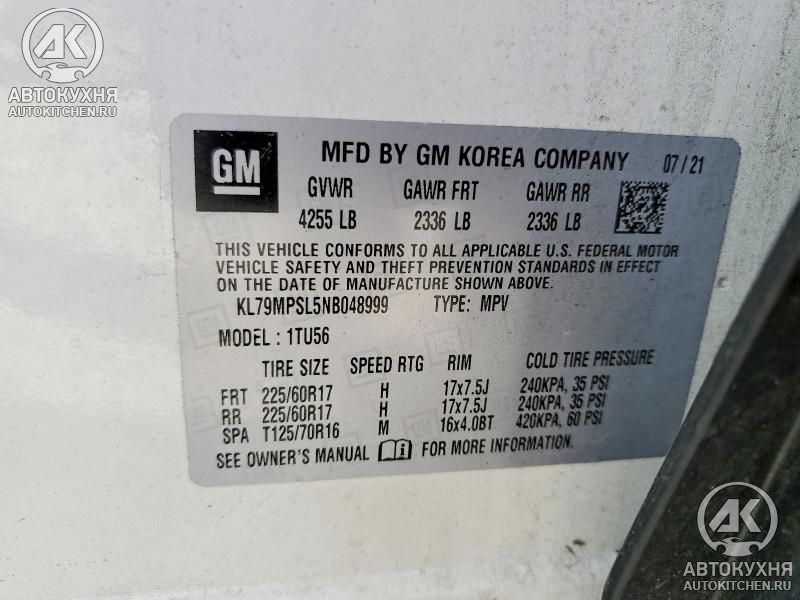 АК
АВТОКУХНЯ
AUTOKITCHEN.RU
GM
MFD BY GM KOREA COMPANY 07/21
GVWR GAWR FRT GAWR RR
4255 LB 2336 LB 2336 LB
THIS VEHICLE CONFORMS TO ALL APPLICABLE U.S. FEDERAL MOTOR
VEHICLE SAFETY AND THEFT PREVENTION STANDARDS IN EFFECT
ON THE DATE OF MANUFACTURE SHOWN ABOVE.
KL79MPSL5NB048999 TYPE: MPV
MODEL: 1TU56
TIRE SIZE SPEED RTG RIM COLD TIRE PRESSURE
FRT 225/60R17 H 17x7.5J 240KPA, 35 PSI
RR 225/60R17 H 17x7.5J 240KPA, 35 PSI
SPA T125/70R16 M 16x4.0BT 420KPA, 60 PSI
SEE OWNER'S MANUAL i FOR MORE INFORMATION.
АК
АВТОКУХНЯ
AUTOKITCHEN.RU